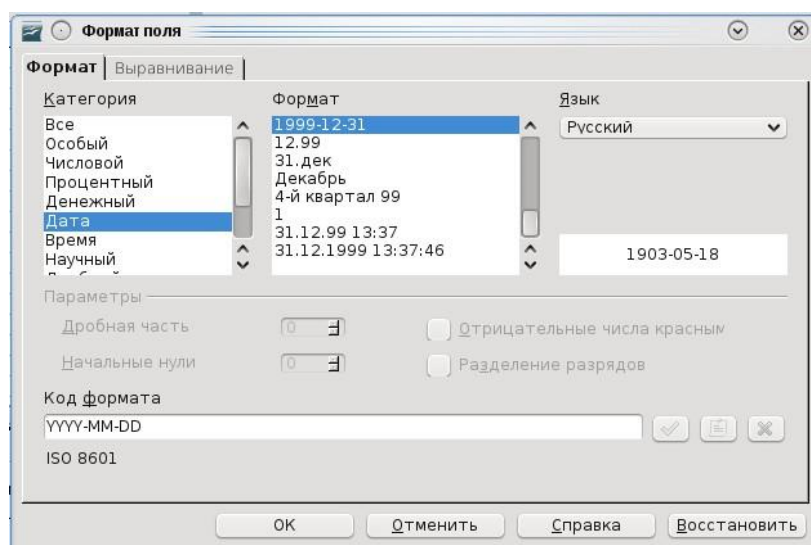 Формат поля
Формат Выравнивание
Категория
Все
Особый
Числовой
Процентный
Денежный
Дата
Время
Научный
Формат
1999-12-31
12.99
31.дек
Декабрь
4-й квартал 99
1
31.12.99 13:37
31.12.1999 13:37:46
Язык
Русский
1903-05-18
Параметры
Дробная часть 0
Начальные нули 0
Отрицательные числа красным
Разделение разрядов
Код формата
YYYY-MM-DD
ISO 8601
OK Отменить Справка Восстановить